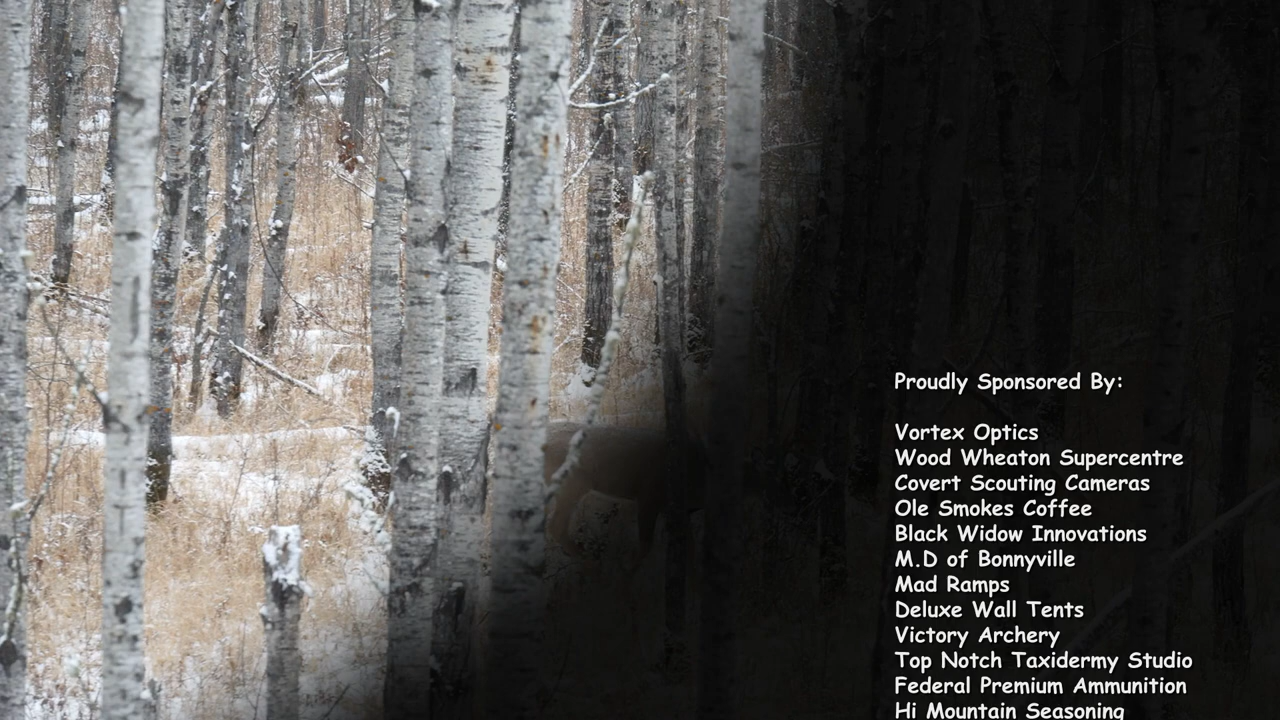 Proudly Sponsored By:
Vortex Optics
Wood Wheaton Supercentre
Covert Scouting Cameras
Ole Smokes Coffee
Black Widow Innovations
M.D of Bonnyville
Mad Ramps
Deluxe Wall Tents
Victory Archery
Top Notch Taxidermy Studio
Federal Premium Ammunition
Hi Mountain Seasoning